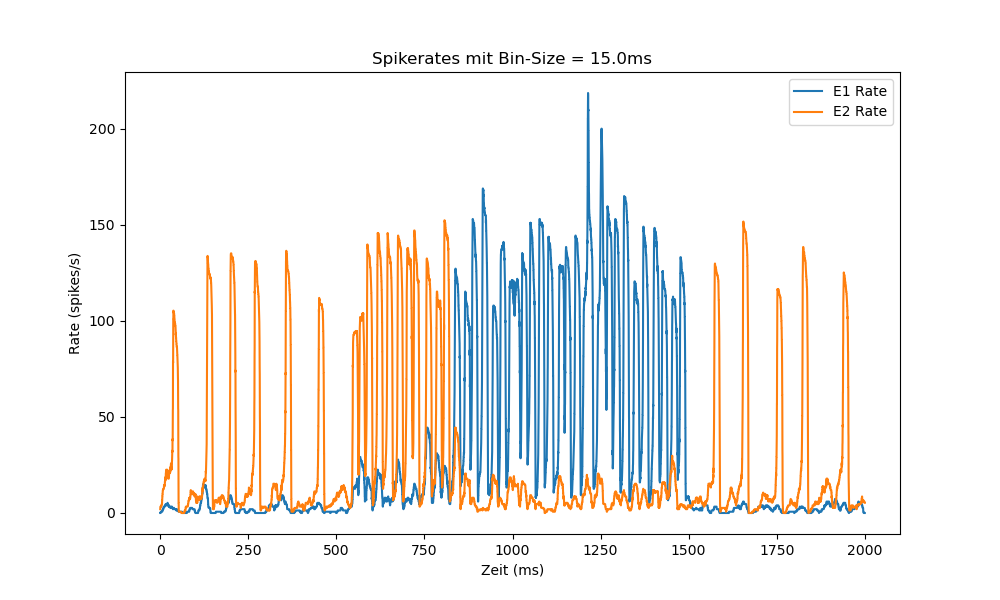 Spikerates mit Bin-Size = 15.0ms
E1 Rate
E2 Rate
200
150
100
50
0
Rate (spikes/s)
0 250 500 750 1000 1250 1500 1750 2000
Zeit (ms)